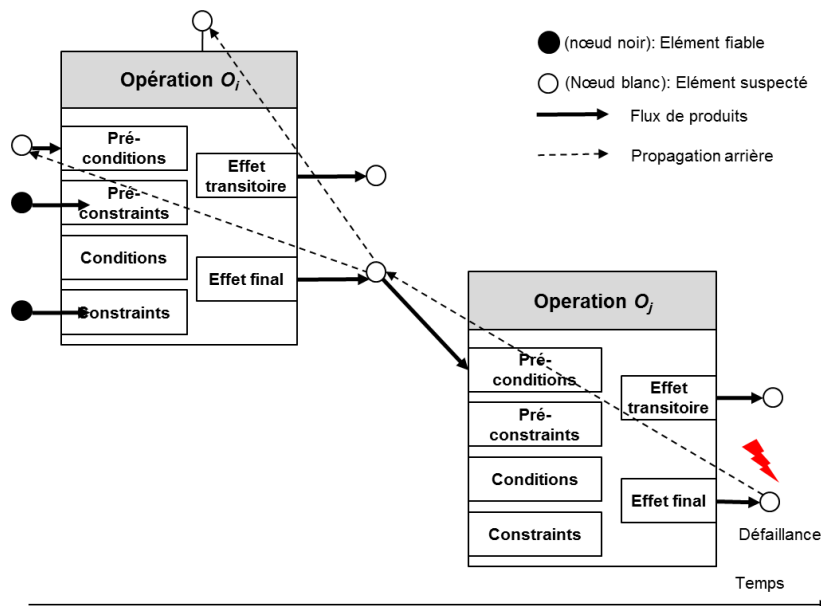 Opération Oi
Pré-
conditions
Pré-
constraints
Conditions
Constraints
Effet
transitoire
Effet final
(nœud noir): Elément fiable
(Nœud blanc): Elément suspecté
Flux de produits
Propagation arrière
Operation Oj
Pré-
conditions
Pré-
constraints
Conditions
Constraints
Effet
transitoire
Effet final
Défaillance
Temps